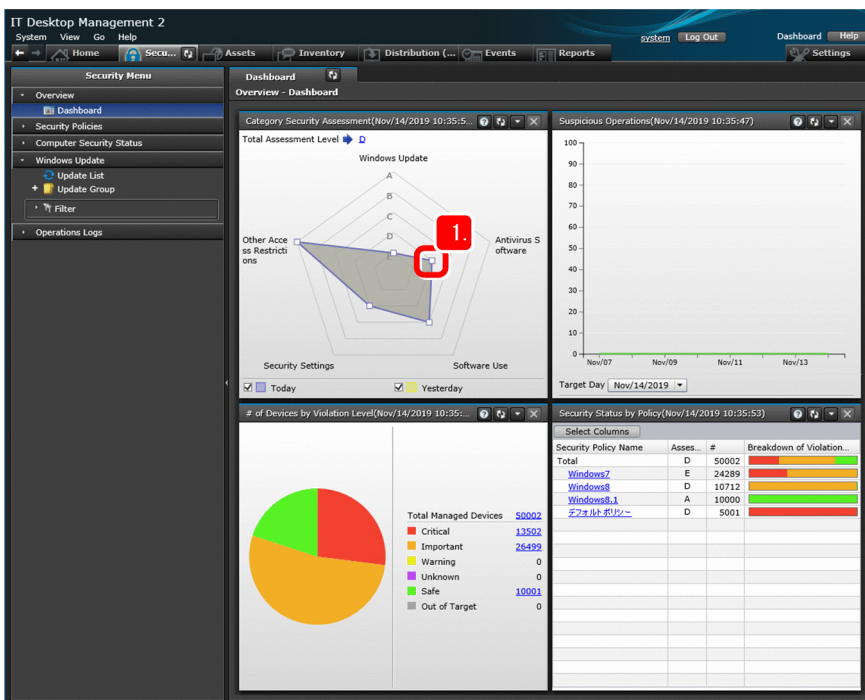 IT Desktop Management 2
System View Go Help
system Log Out Dashboard Help
Home Secu... Assets Inventory Distribution (... Events Reports Settings
Security Menu
Overview
Dashboard
Security Policies
Computer Security Status
Windows Update
Update List
Update Group
Filter
Operations Logs
Dashboard
Overview - Dashboard
Category Security Assessment(Nov/14/2019 10:35:5...
Total Assessment Level D
Windows Update
A
B
C
D
1.
Other Acce
ss Restricti
ons
Antivirus S
oftware
Security Settings
Software Use
Today
Yesterday
Suspicious Operations(Nov/14/2019 10:35:47)
100
90
80
70
60
50
40
30
20
10
0
Nov/07 Nov/09 Nov/11 Nov/13
Target Day Nov/14/2019
# of Devices by Violation Level(Nov/14/2019 10:35:...
Total Managed Devices 50002
Critical 13502
Important 26499
Warning 0
Unknown 0
Safe 10001
Out of Target 0
Security Status by Policy(Nov/14/2019 10:35:53)
Select Columns
Security Policy Name Asses... # Breakdown of Violation...
Total D 50002
Windows7 E 24289
Windows8 D 10712
Windows8.1 A 10000
デフォルトポリシー D 5001